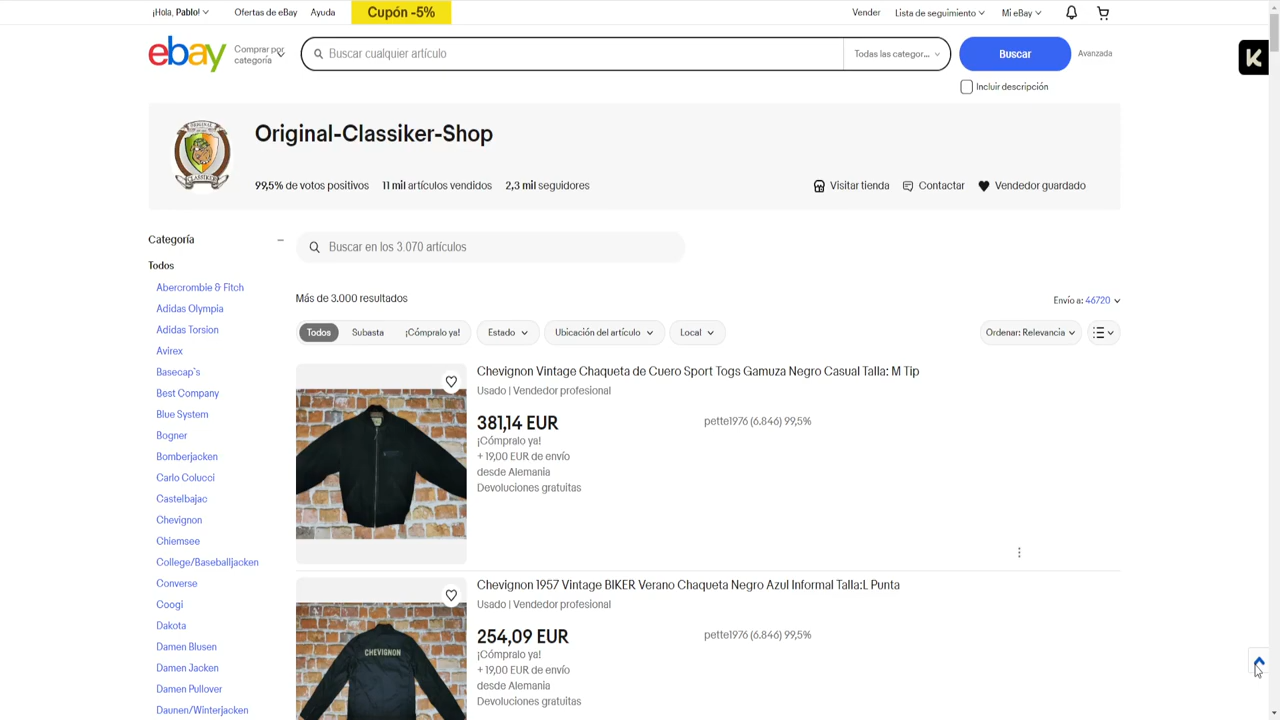 ¡Hola, Pablo!
Ofertas de eBay
Ayuda
Cupón -5%
Vender
Lista de seguimiento
Mi eBay
ebay
Comprar por
categoría
Buscar cualquier artículo
Todas las categor...
Buscar
Avanzada
Incluir descripción
K
Original-Classiker-Shop
99,5% de votos positivos
11 mil artículos vendidos
2,3 mil seguidores
Visitar tienda
Contactar
Vendedor guardado
Categoría
Todos
Abercrombie & Fitch
Adidas Olympia
Adidas Torsion
Avirex
Basecap`s
Best Company
Blue System
Bogner
Bomberjacken
Carlo Colucci
Castelbajac
Chevignon
Chiemsee
College/Baseballjacken
Converse
Coogi
Dakota
Damen Blusen
Damen Jacken
Damen Pullover
Daunen/Winterjacken
Buscar en los 3.070 artículos
Más de 3.000 resultados
Envío a: 46720
Todos
Subasta
¡Cómpralo ya!
Estado
Ubicación del artículo
Local
Ordenar: Relevancia
Chevignon Vintage Chaqueta de Cuero Sport Togs Gamuza Negro Casual Talla: M Tip
Usado | Vendedor profesional
381,14 EUR
pette1976 (6.846) 99,5%
¡Cómpralo ya!
+ 19,00 EUR de envío
desde Alemania
Devoluciones gratuitas
Chevignon 1957 Vintage BIKER Verano Chaqueta Negro Azul Informal Talla:L Punta
Usado | Vendedor profesional
CHEVIGNON
254,09 EUR
pette1976 (6.846) 99,5%
¡Cómpralo ya!
+ 19,00 EUR de envío
desde Alemania
Devoluciones gratuitas